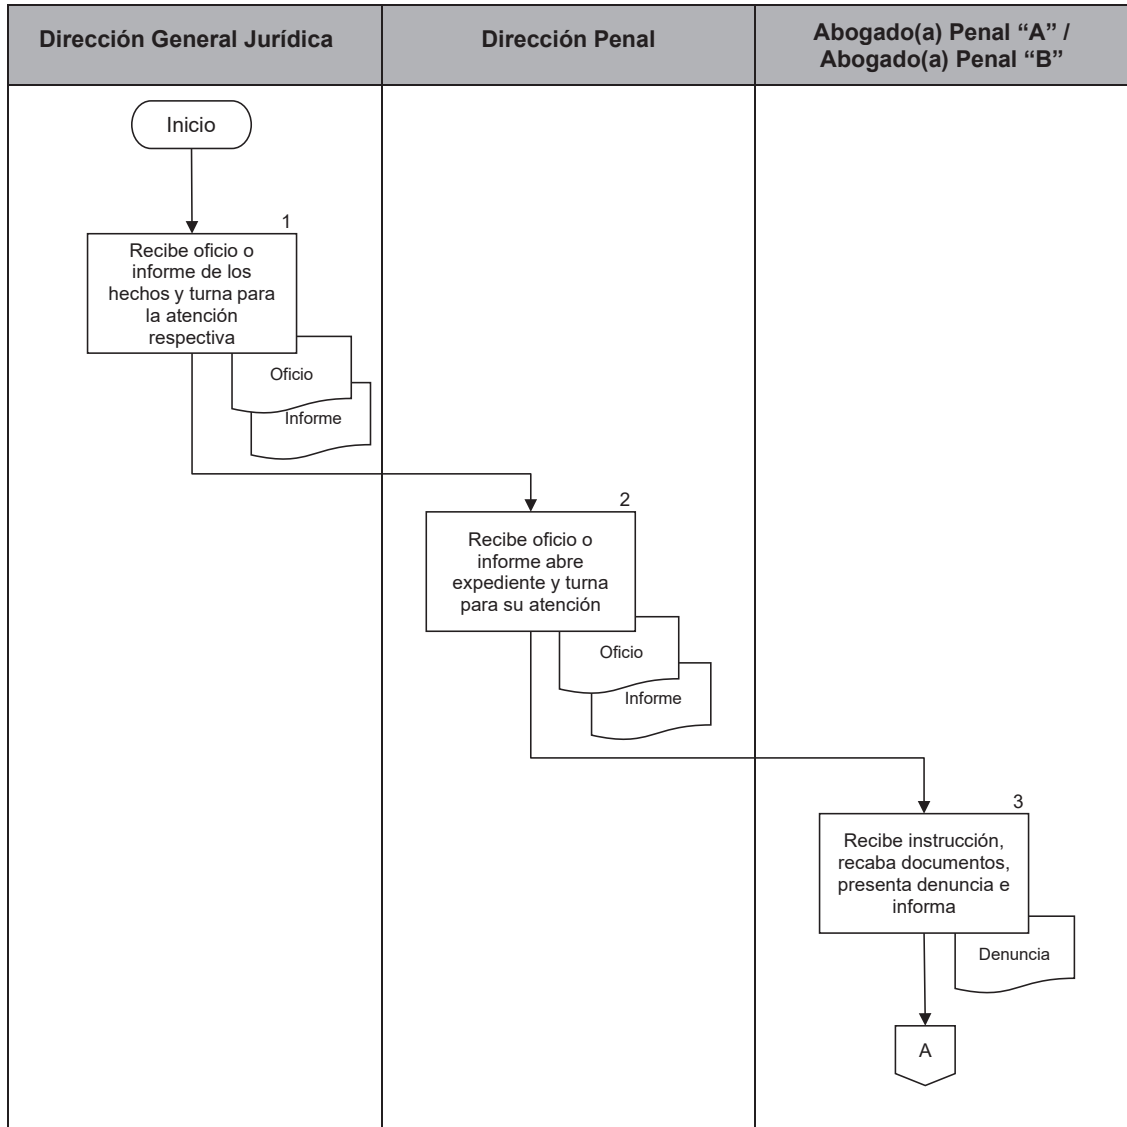 Dirección General Jurídica
Dirección Penal
Abogado(a) Penal “A” /
Abogado(a) Penal “B”
Inicio
1
Recibe oficio o
informe de los
hechos y turna para
la atención
respectiva
Oficio
Informe
2
Recibe oficio o
informe abre
expediente y turna
para su atención
Oficio
Informe
3
Recibe instrucción,
recaba documentos,
presenta denuncia e
informa
Denuncia
A